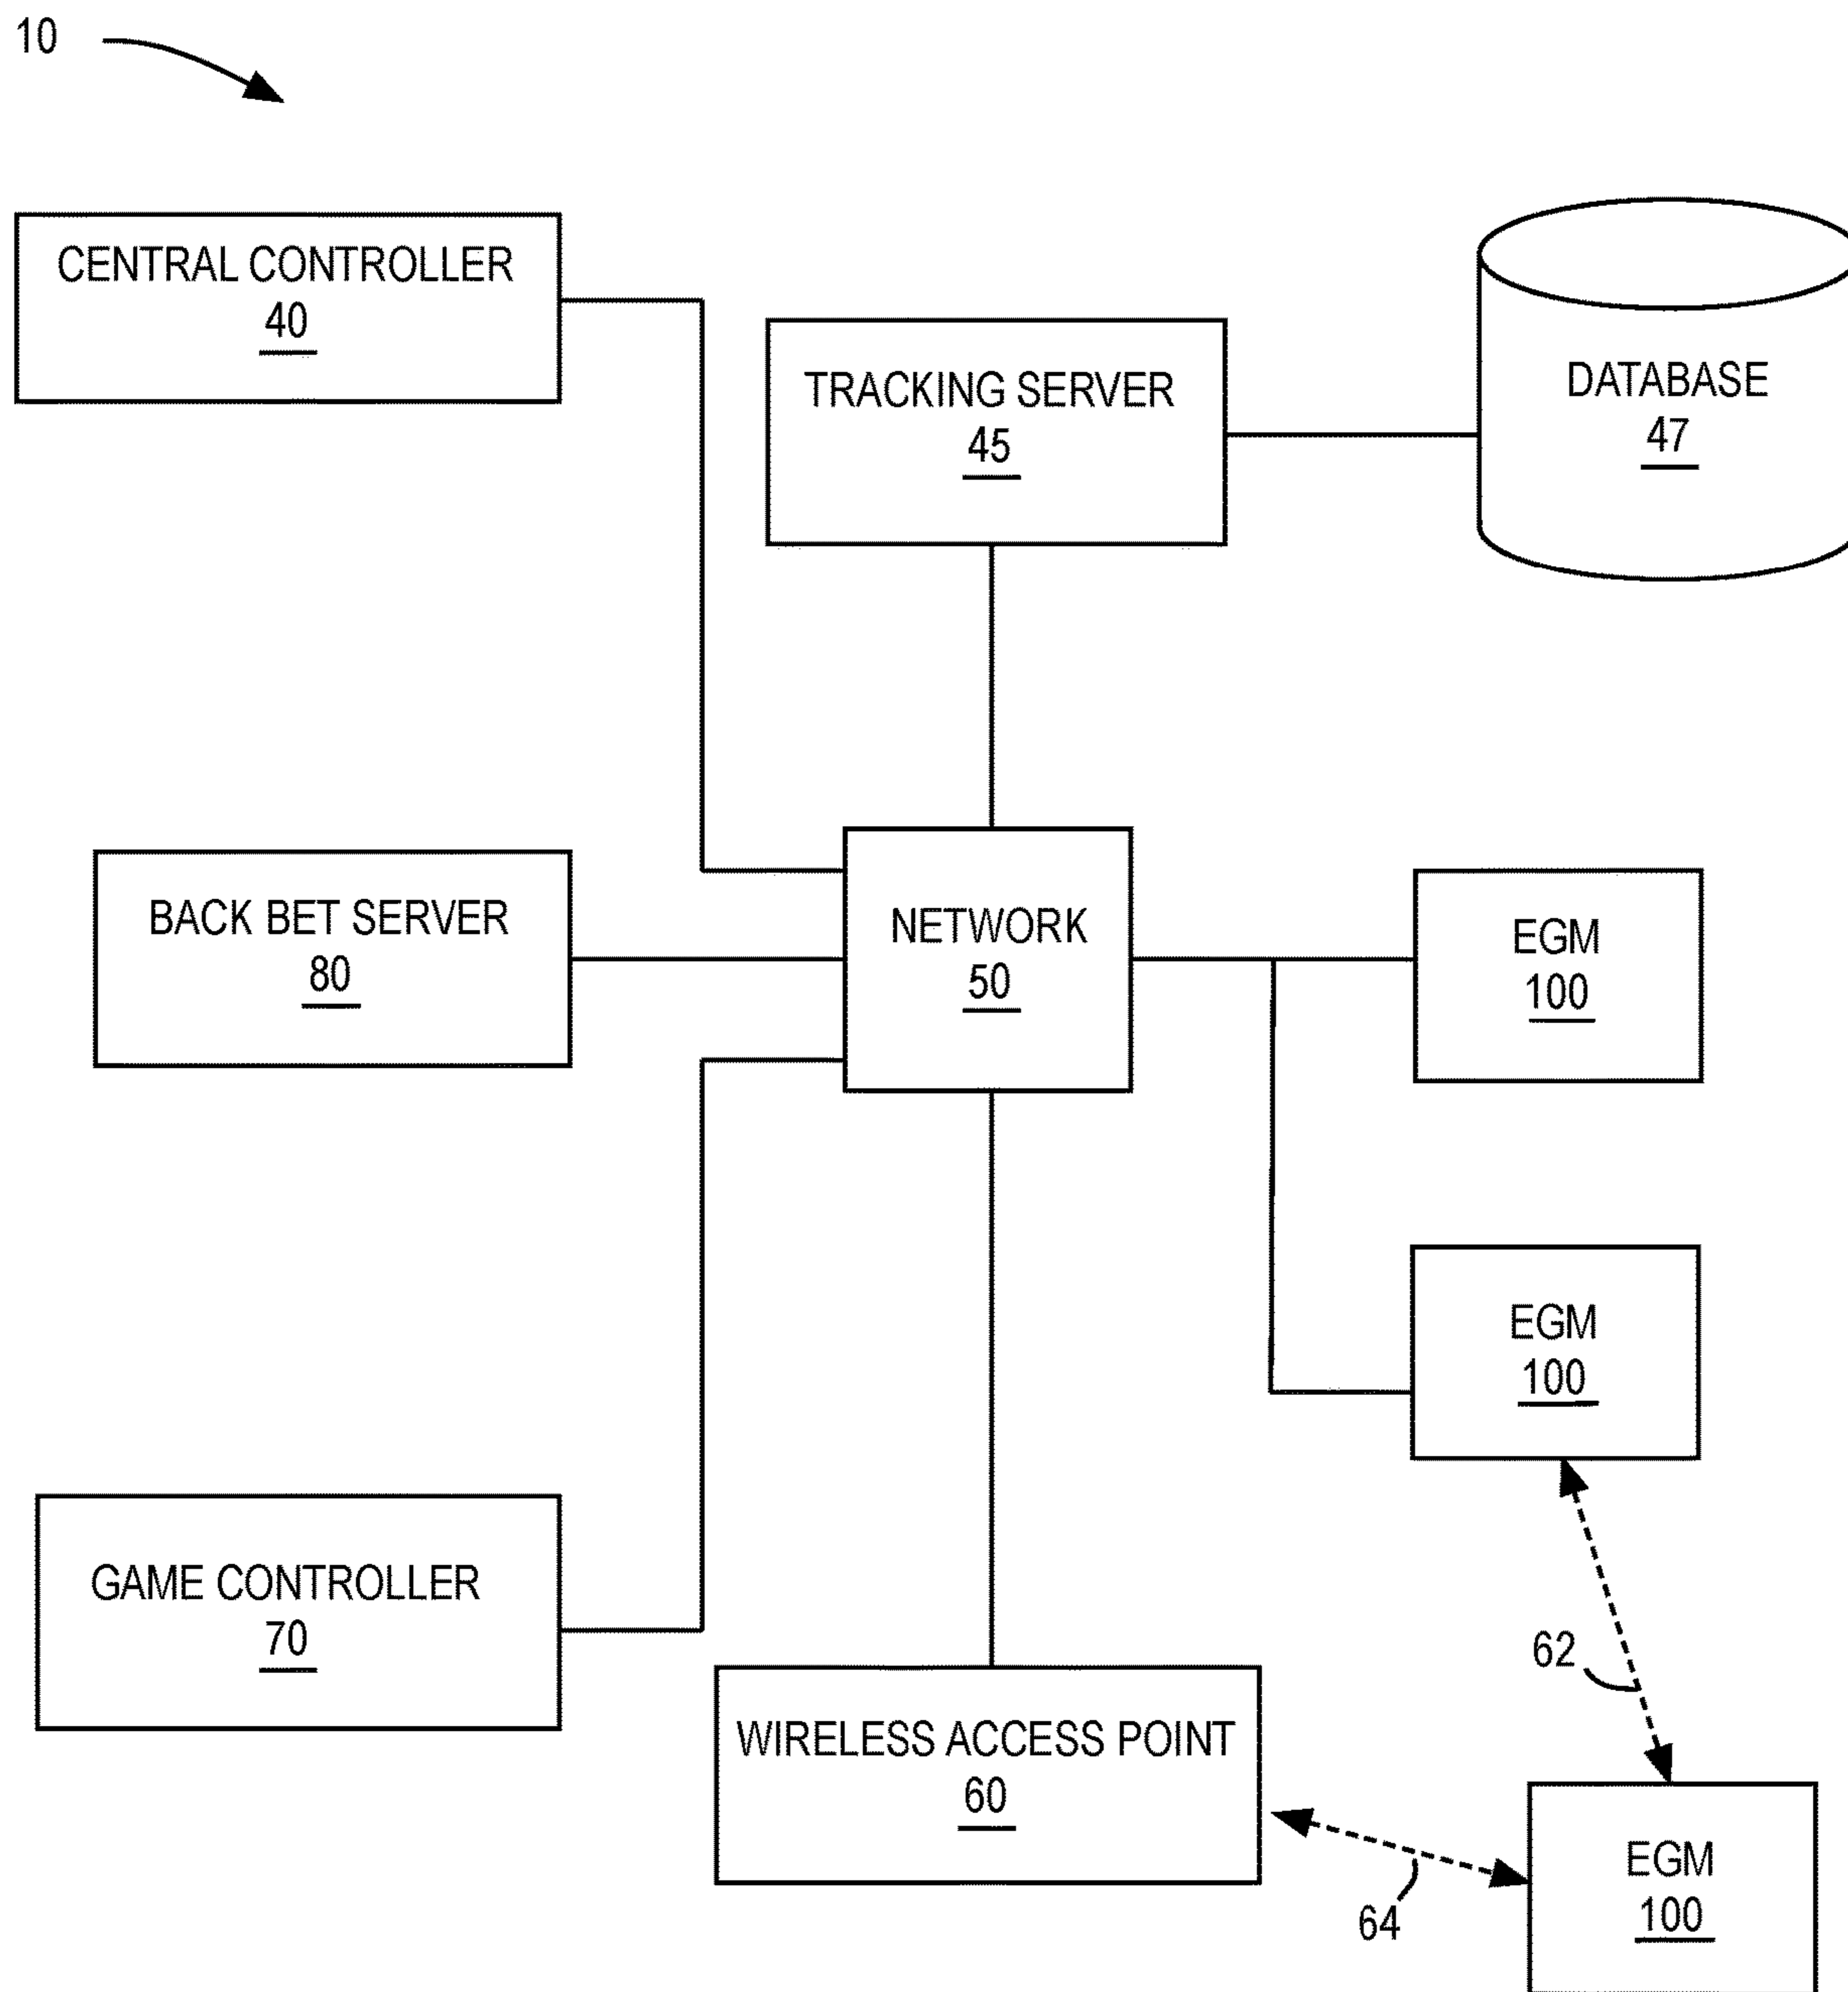 10
CENTRAL CONTROLLER
40
TRACKING SERVER
45
DATABASE
47
BACK BET SERVER
80
NETWORK
50
EGM
100
EGM
100
GAME CONTROLLER
70
62
WIRELESS ACCESS POINT
60
64
EGM
100